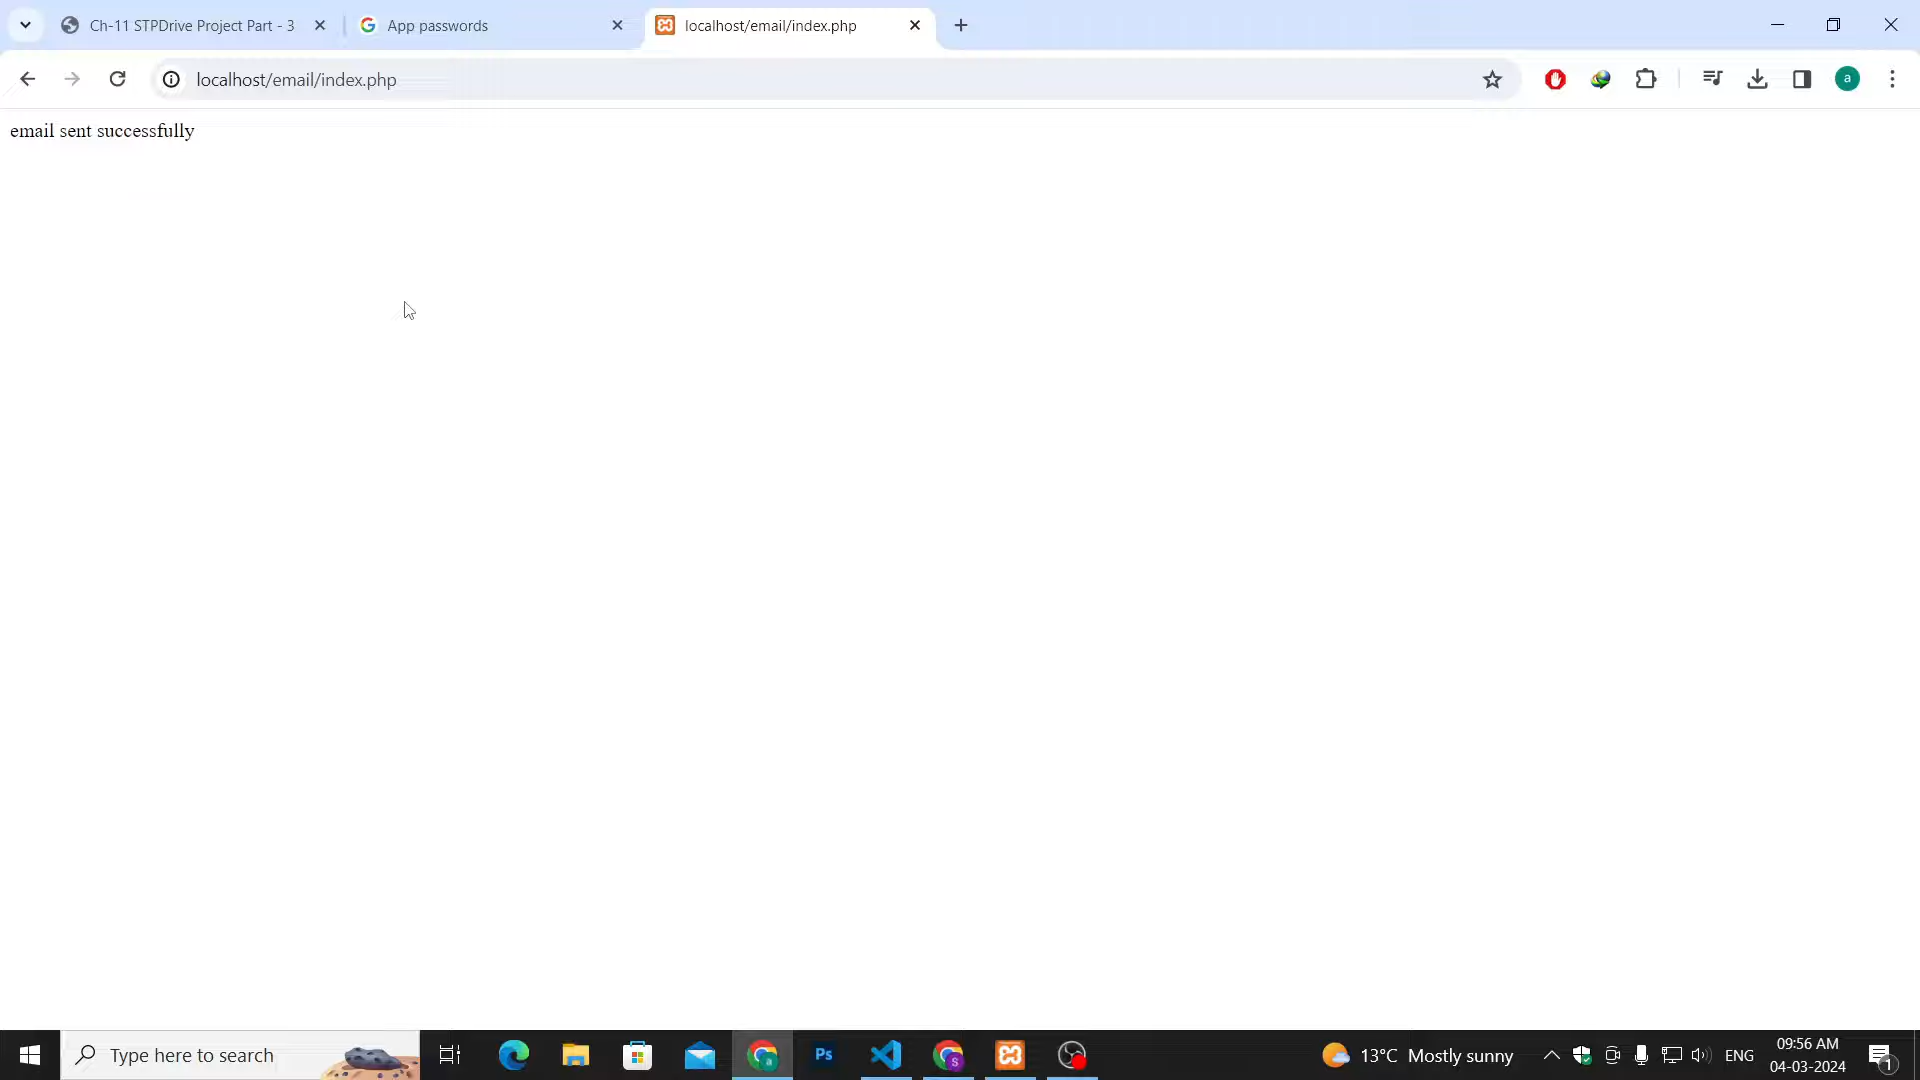 Ch-11 STPDrive Project Part - 3
App passwords
localhost/email/index.php
localhost/email/index.php
a
email sent successfully
Type here to search
a
Ps
S
13°C Mostly sunny
ENG
09:56 AM
04-03-2024
1